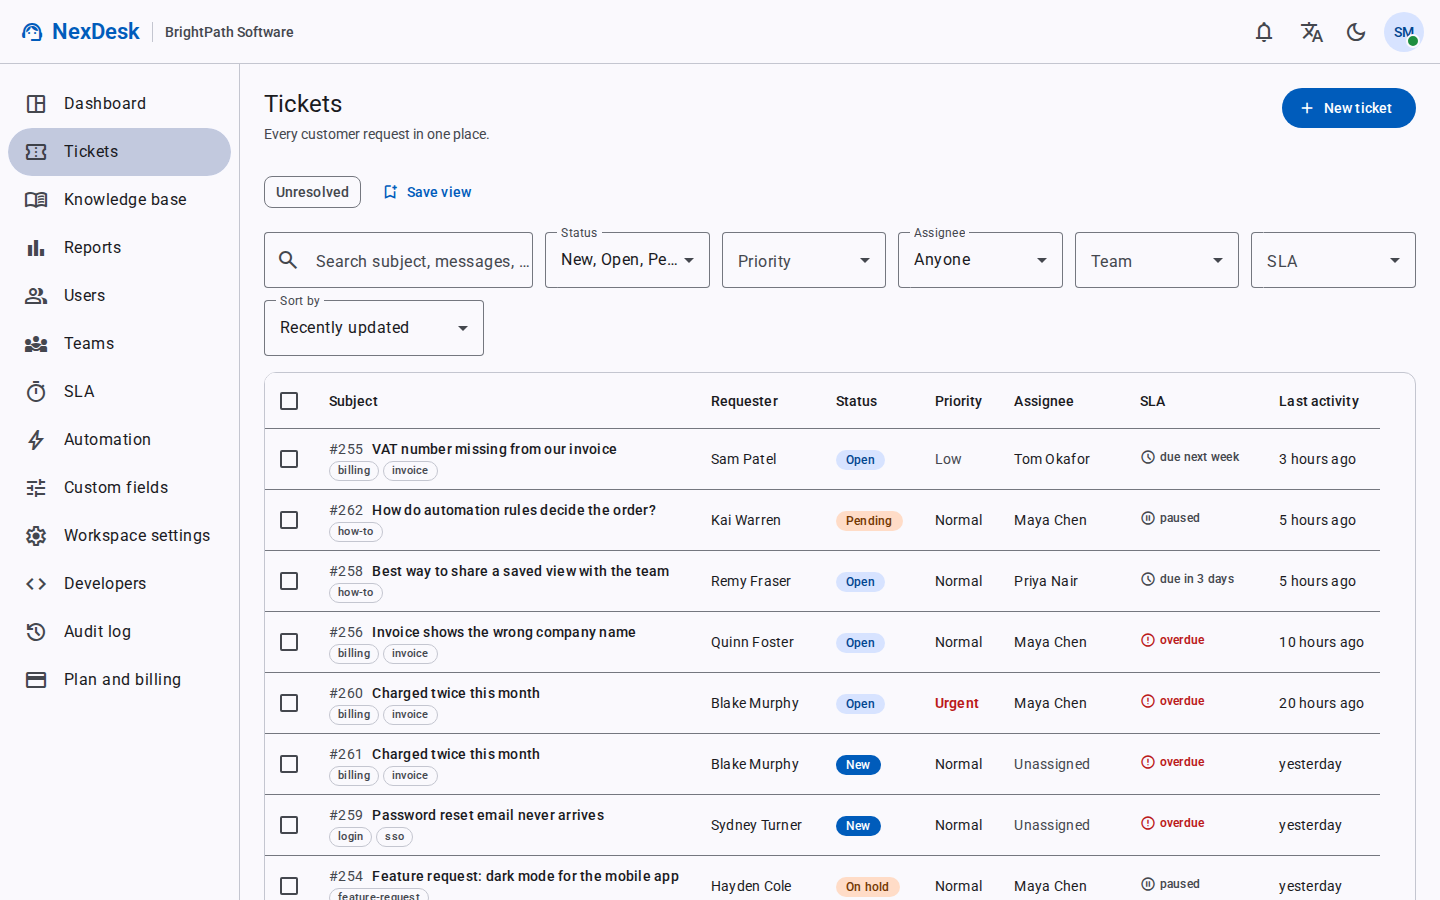 NexDesk
BrightPath Software
SM
Dashboard
Tickets
Knowledge base
Reports
Users
Teams
SLA
Automation
Custom fields
Workspace settings
Developers
Audit log
Plan and billing
Tickets
Every customer request in one place.
New ticket
Unresolved
Save view
Search subject, messages, ...
Status
New, Open, Pe...
Priority
Assignee
Anyone
Team
SLA
Sort by
Recently updated
Subject Requester Status Priority Assignee SLA Last activity
#255 VAT number missing from our invoice
billing invoice
Sam Patel Open Low Tom Okafor due next week 3 hours ago
#262 How do automation rules decide the order?
how-to
Kai Warren Pending Normal Maya Chen paused 5 hours ago
#258 Best way to share a saved view with the team
how-to
Remy Fraser Open Normal Priya Nair due in 3 days 5 hours ago
#256 Invoice shows the wrong company name
billing invoice
Quinn Foster Open Normal Maya Chen overdue 10 hours ago
#260 Charged twice this month
billing invoice
Blake Murphy Open Urgent Maya Chen overdue 20 hours ago
#261 Charged twice this month
billing invoice
Blake Murphy New Normal Unassigned overdue yesterday
#259 Password reset email never arrives
login sso
Sydney Turner New Normal Unassigned overdue yesterday
#254 Feature request: dark mode for the mobile app
feature-request
Hayden Cole On hold Normal Maya Chen paused yesterday